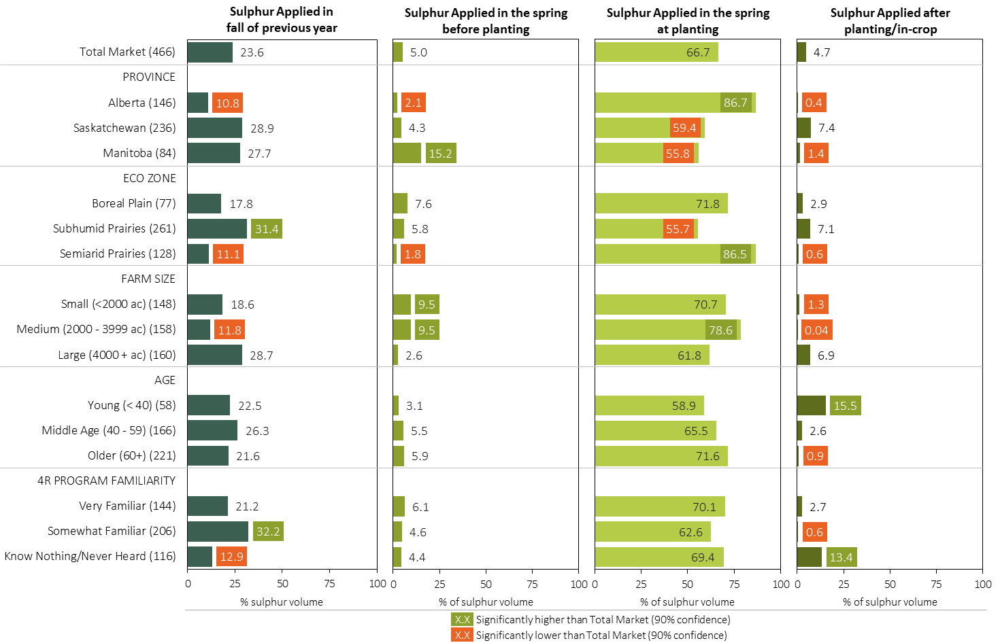 Sulphur Applied in
fall of previous year
Sulphur Applied in the spring
before planting
Sulphur Applied in the spring
at planting
Sulphur Applied after
planting/in-crop
Total Market (466) 23.6 5.0 66.7 4.7
PROVINCE
Alberta (146) 10.8 2.1 86.7 0.4
Saskatchewan (236) 28.9 4.3 59.4 7.4
Manitoba (84) 27.7 15.2 55.8 1.4
ECO ZONE
Boreal Plain (77) 17.8 7.6 71.8 2.9
Subhumid Prairies (261) 31.4 5.8 55.7 7.1
Semiarid Prairies (128) 11.1 1.8 86.5 0.6
FARM SIZE
Small (<2000 ac) (148) 18.6 9.5 70.7 1.3
Medium (2000 - 3999 ac) (158) 11.8 9.5 78.6 0.04
Large (4000 + ac) (160) 28.7 2.6 61.8 6.9
AGE
Young (< 40) (58) 22.5 3.1 58.9 15.5
Middle Age (40 - 59) (166) 26.3 5.5 65.5 2.6
Older (60+) (221) 21.6 5.9 71.6 0.9
4R PROGRAM FAMILIARITY
Very Familiar (144) 21.2 6.1 70.1 2.7
Somewhat Familiar (206) 32.2 4.6 62.6 0.6
Know Nothing/Never Heard (116) 12.9 4.4 69.4 13.4
0 25 50 75 100 0 25 50 75 100 0 25 50 75 100 0 25 50 75 100
% sulphur volume % of sulphur volume % of sulphur volume % of sulphur volume
X.X Significantly higher than Total Market (90% confidence)
X.X Significantly lower than Total Market (90% confidence)